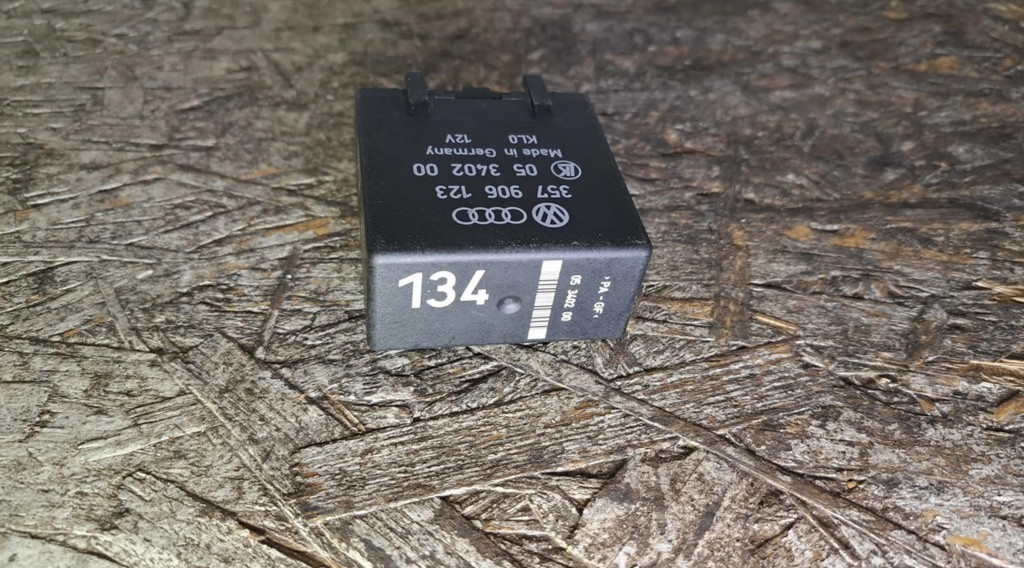 357 906 123
05 3402 00
Made in Germany
KL0 12V
134
05 3402 00
>PA-GF<